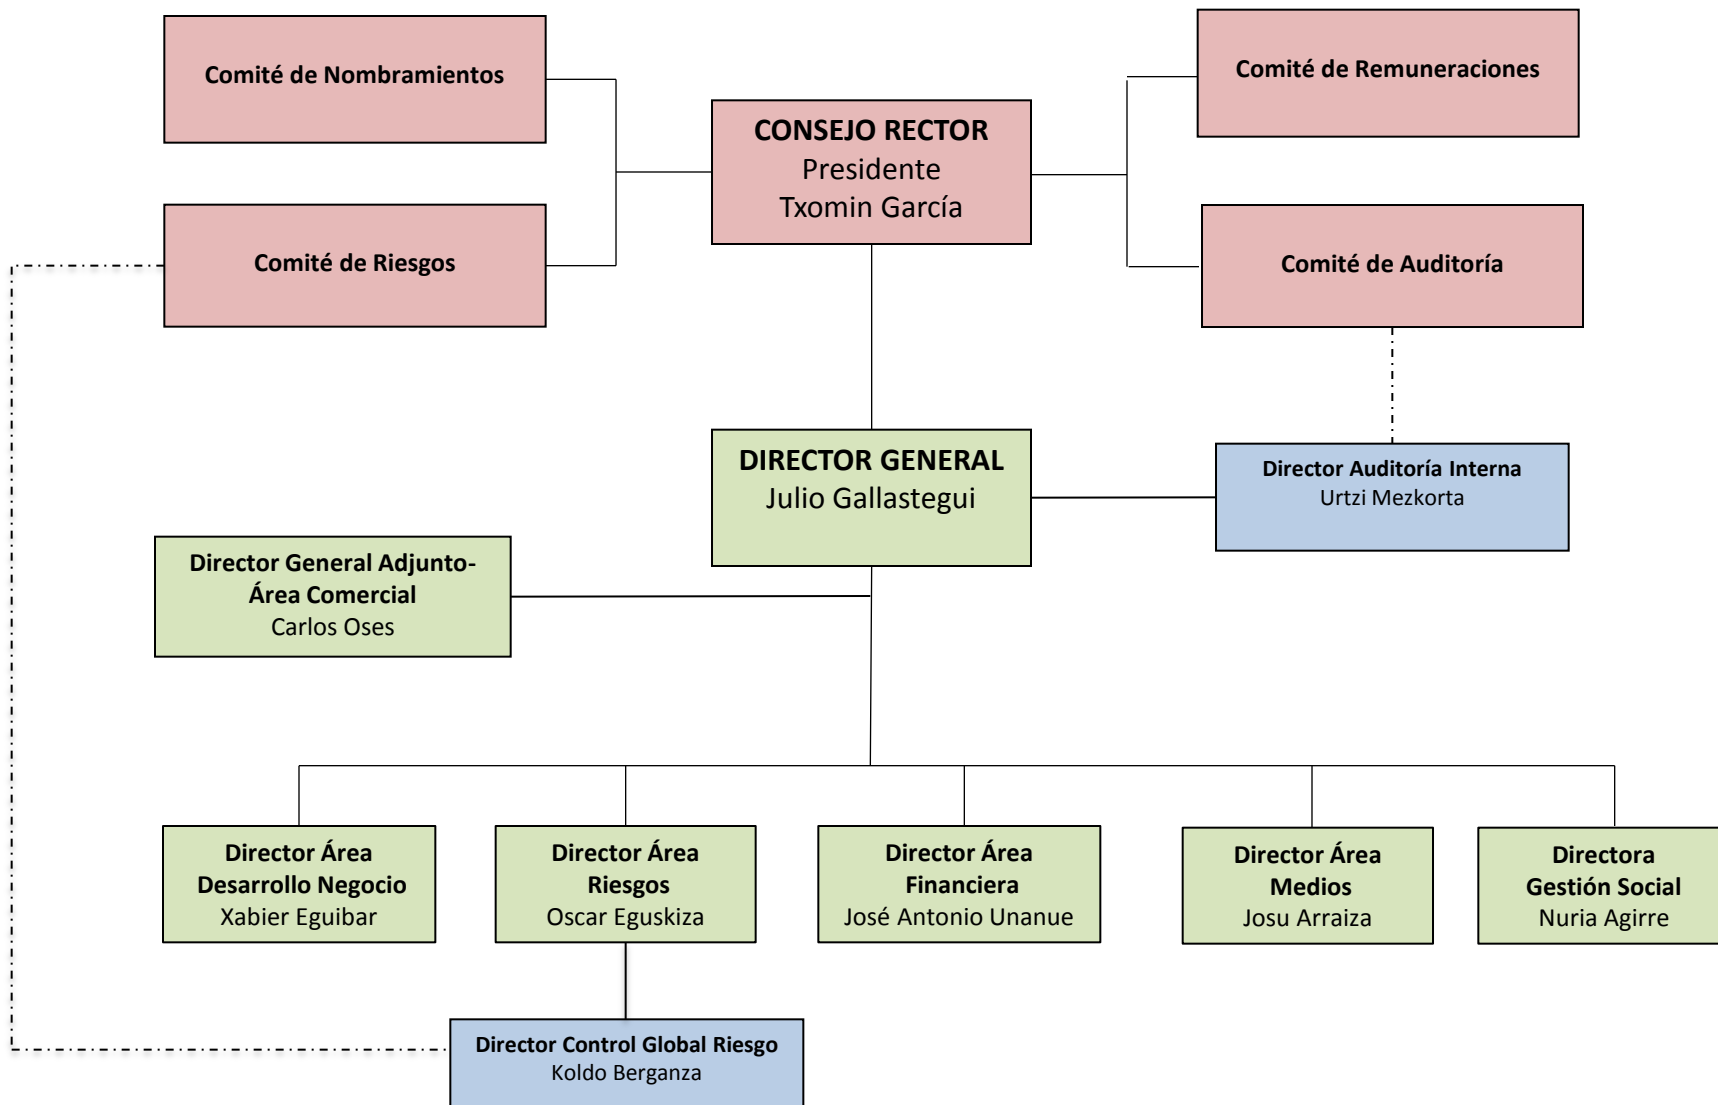 Comité de Nombramientos
Comité de Remuneraciones
CONSEJO RECTOR
Presidente
Txomin García
Comité de Riesgos
Comité de Auditoría
DIRECTOR GENERAL
Julio Gallastegui
Director Auditoría Interna
Urtzi Mezkorta
Director General Adjunto-
Área Comercial
Carlos Oses
Director Área
Desarrollo Negocio
Xabier Eguibar
Director Área
Riesgos
Oscar Eguskiza
Director Área
Financiera
José Antonio Unanue
Director Área
Medios
Josu Arraiza
Directora
Gestión Social
Nuria Agirre
Director Control Global Riesgo
Koldo Berganza